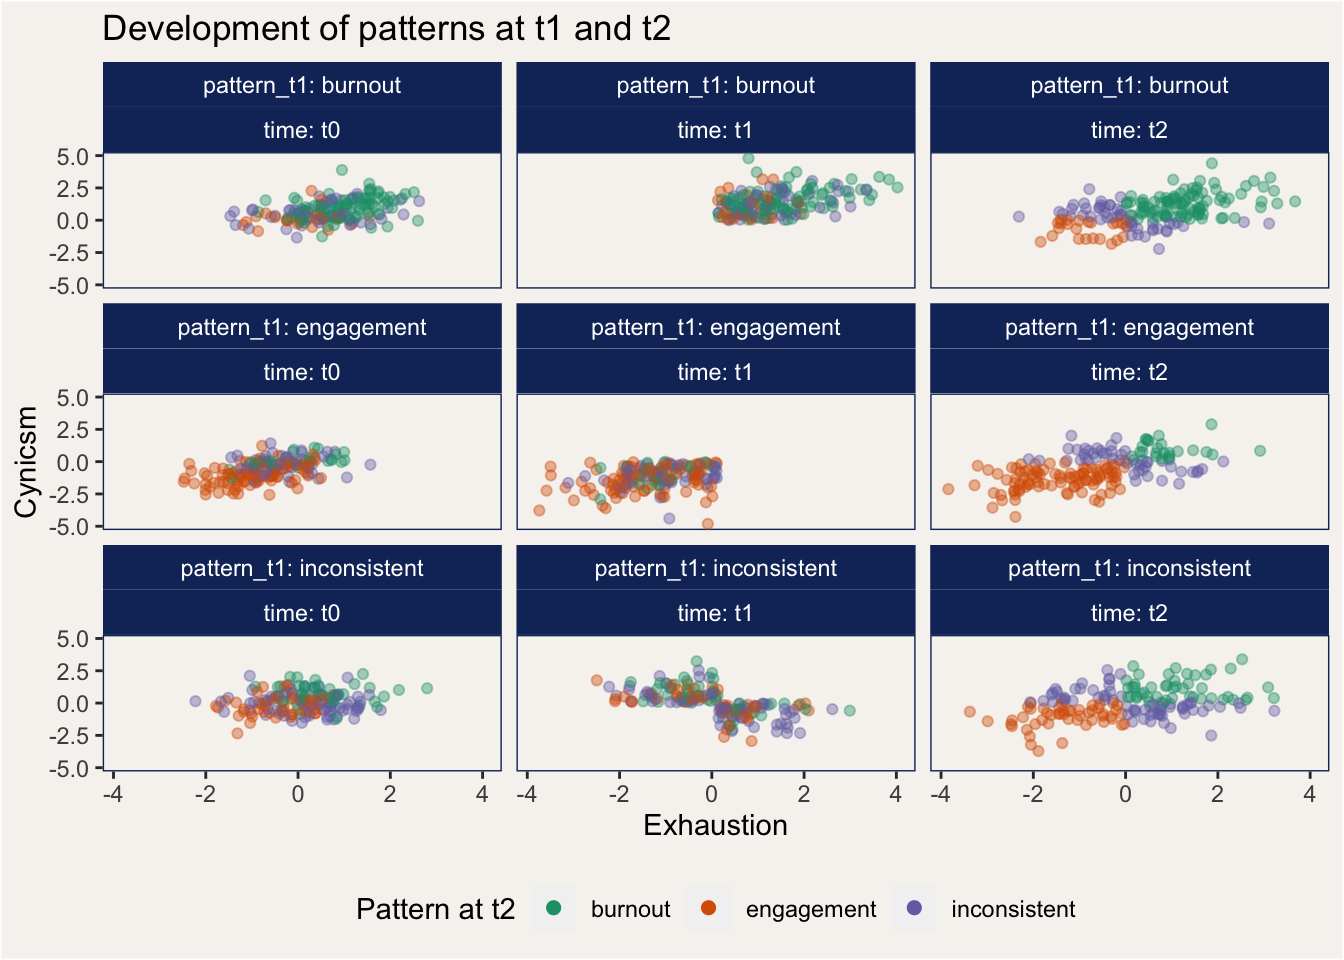 Development of patterns at t1 and t2
pattern_t1: burnout
pattern_t1: burnout
pattern_t1: burnout
time: t0
time: t1
time: t2
5.0
2.5
0.0
-2.5
-5.0
pattern_t1: engagement
pattern_t1: engagement
pattern_t1: engagement
time: t0
time: t1
time: t2
5.0
2.5
0.0
-2.5
-5.0
Cynicsm
pattern_t1: inconsistent
pattern_t1: inconsistent
pattern_t1: inconsistent
time: t0
time: t1
time: t2
5.0
2.5
0.0
-2.5
-5.0
-4 -2 0 2 4
-4 -2 0 2 4
-4 -2 0 2 4
Exhaustion
Pattern at t2 burnout engagement inconsistent